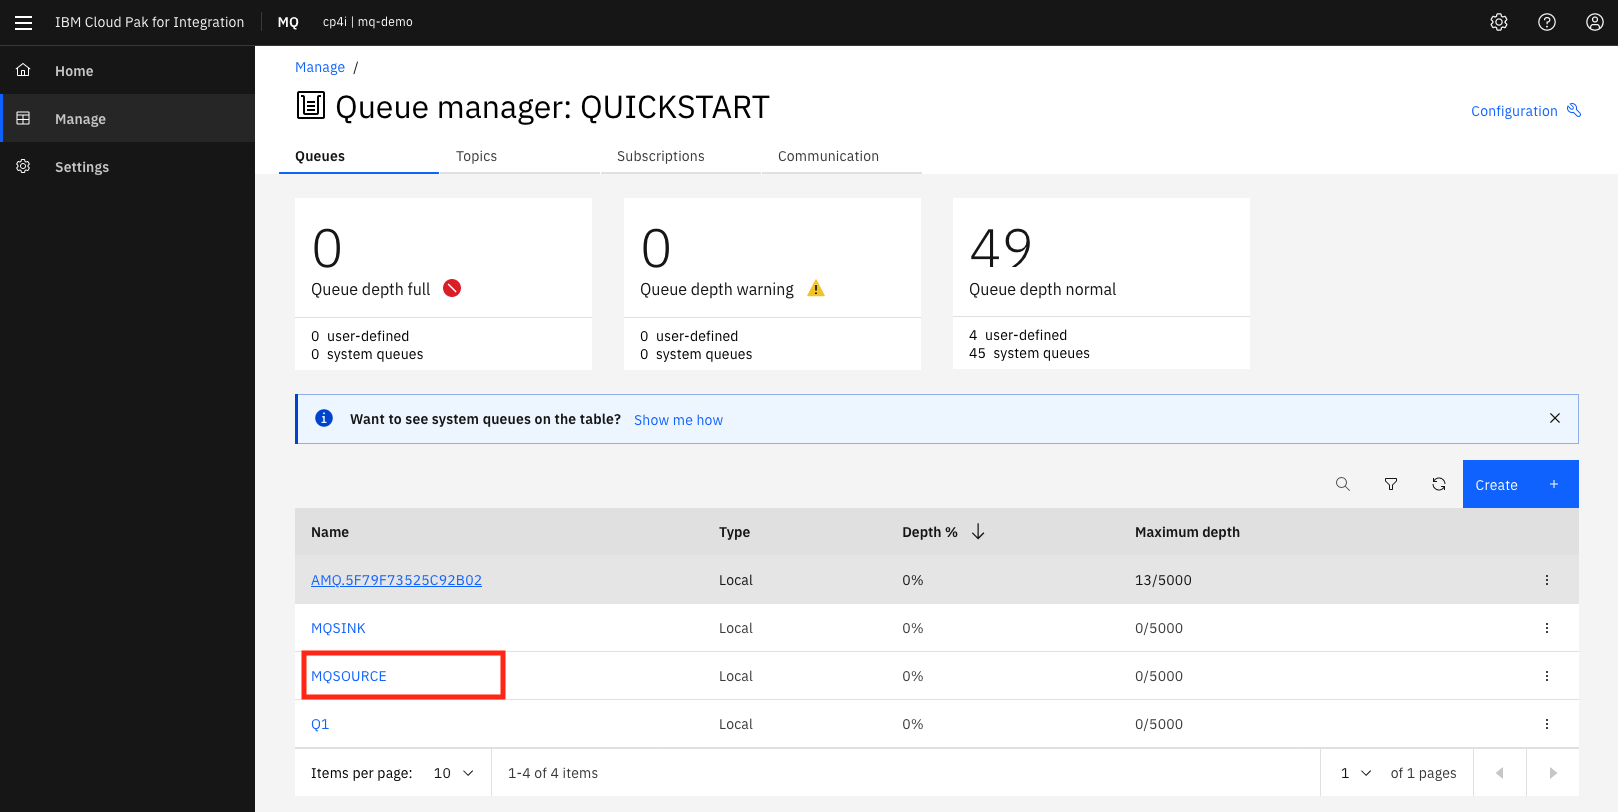 IBM Cloud Pak for Integration MQ cp4i | mq-demo
Home
Manage
Settings
Manage /
Queue manager: QUICKSTART
Configuration
Queues Topics Subscriptions Communication
0
Queue depth full
0 user-defined
0 system queues
0
Queue depth warning
0 user-defined
0 system queues
49
Queue depth normal
4 user-defined
45 system queues
Want to see system queues on the table? Show me how
Create +
Name Type Depth % Maximum depth
AMQ.5F79F73525C92B02 Local 0% 13/5000
MQSINK Local 0% 0/5000
MQSOURCE Local 0% 0/5000
Q1 Local 0% 0/5000
Items per page: 10 1-4 of 4 items 1 of 1 pages